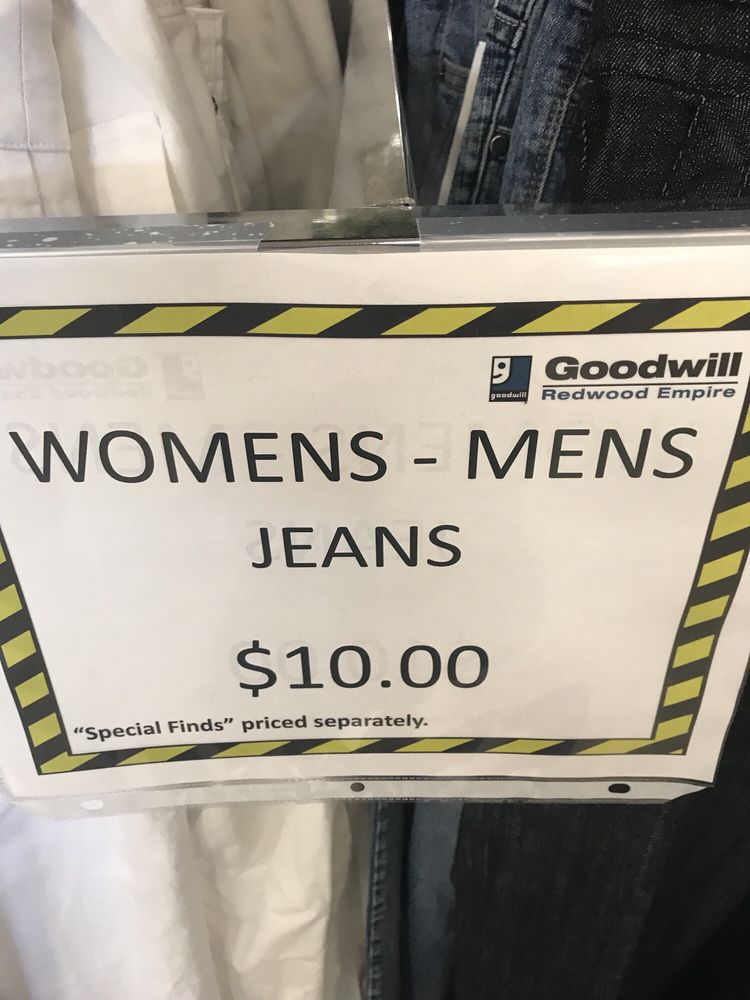 goodwill
Goodwill
Redwood Empire
WOMENS - MENS
JEANS
$10.00
“Special Finds” priced separately.